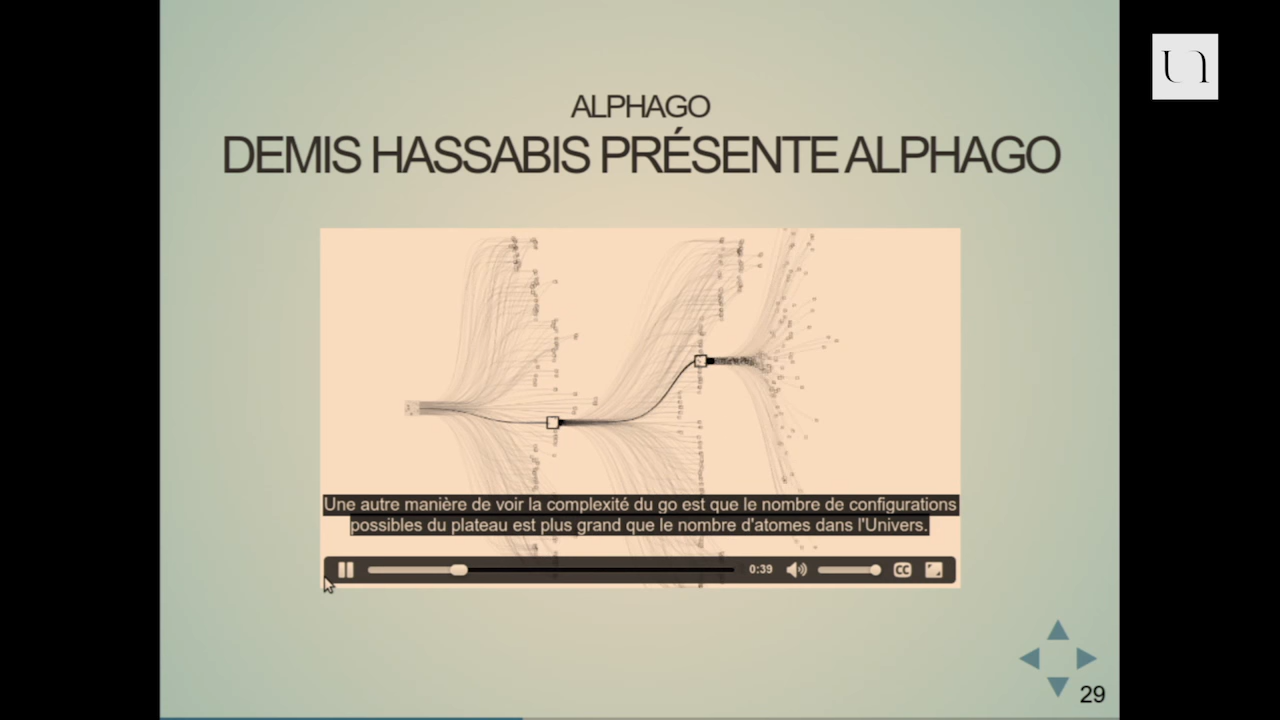 ALPHAGO
DEMIS HASSABIS PRÉSENTE ALPHAGO
Une autre manière de voir la complexité du go est que le nombre de configurations
possibles du plateau est plus grand que le nombre d'atomes dans l'Univers.
0:39
CC
29